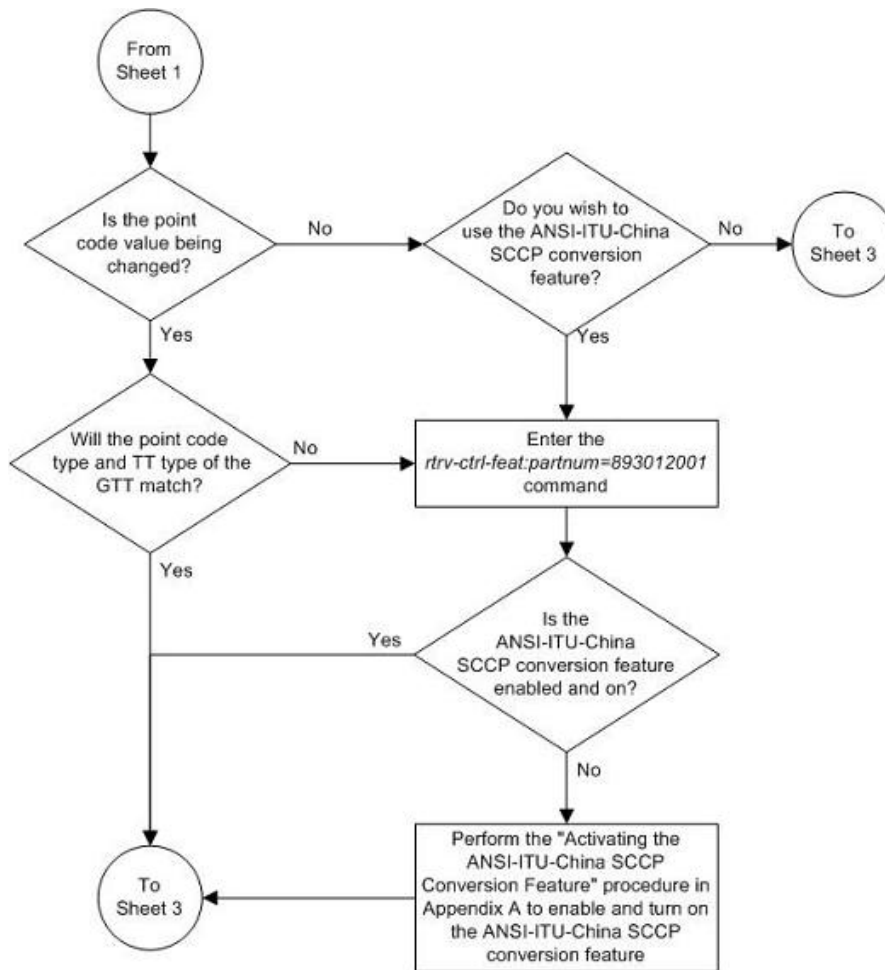 From
Sheet 1
Is the point
code value being
changed?
No
Do you wish to
use the ANSI-ITU-China
SCCP conversion
feature?
No
To
Sheet 3
Yes
Yes
Will the point code
type and TT type of the
GTT match?
No
Enter the
rtrv-ctrl-feat:partnum=893012001
command
Yes
Is the
ANSI-ITU-China
SCCP conversion feature
enabled and on?
Yes
No
Perform the "Activating the
ANSI-ITU-China SCCP
Conversion Feature" procedure in
Appendix A to enable and turn on
the ANSI-ITU-China SCCP
conversion feature
To
Sheet 3